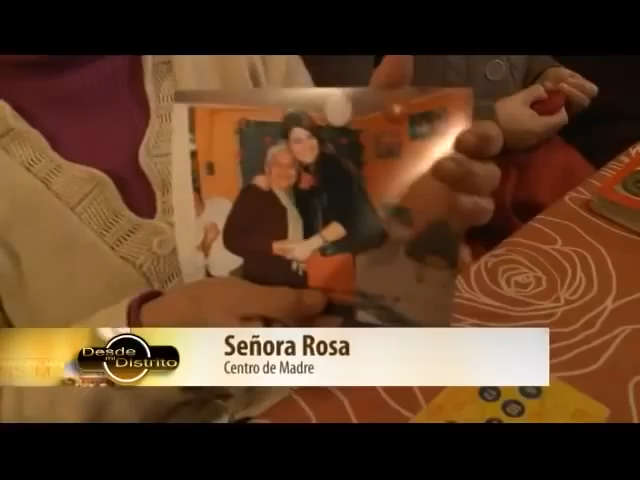 Desde
mi
Distrito
Señora Rosa
Centro de Madre